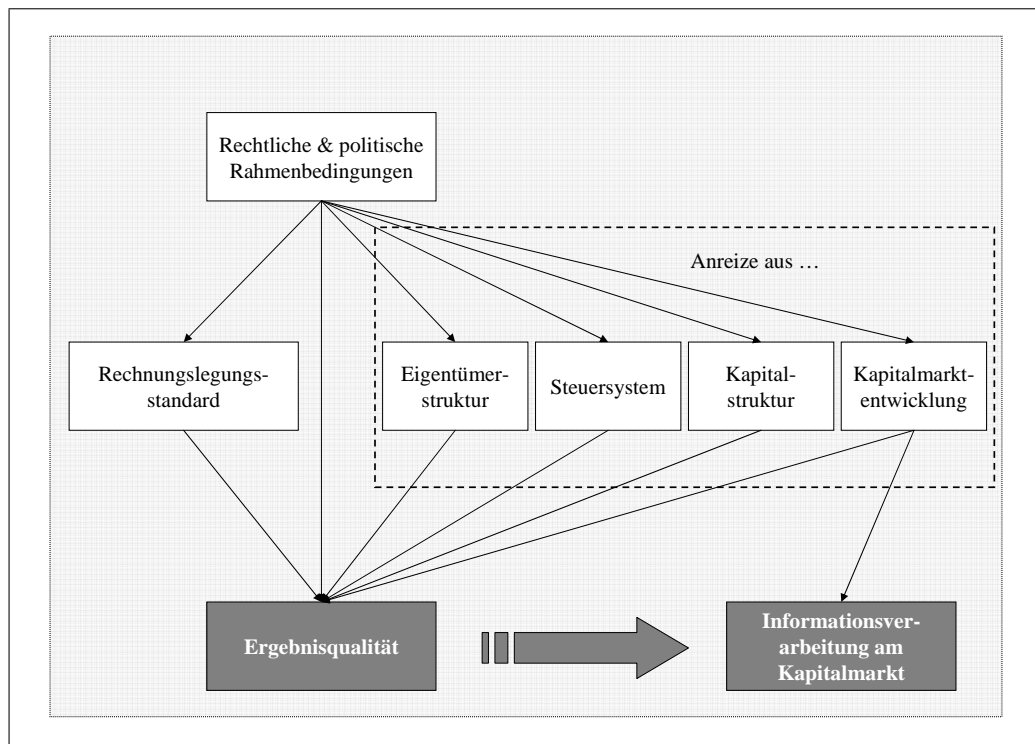 Rechtliche & politische
Rahmenbedingungen
Anreize aus …
Rechnungslegungs-
standard
Eigentümer-
struktur
Steuersystem
Kapital-
struktur
Kapitalmarkt-
entwicklung
Ergebnisqualität
Informationsver-
arbeitung am
Kapitalmarkt